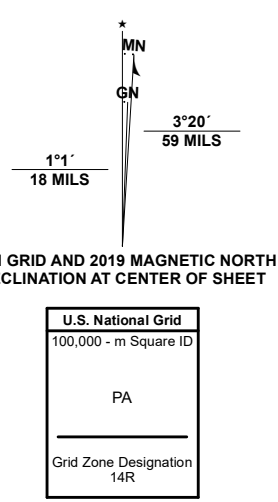 ★
MN
GN
3°20´
59 MILS
1°1´
18 MILS
GRID AND 2019 MAGNETIC NORTH
CLINATION AT CENTER OF SHEET
U.S. National Grid
100,000 - m Square ID
PA
Grid Zone Designation
14R